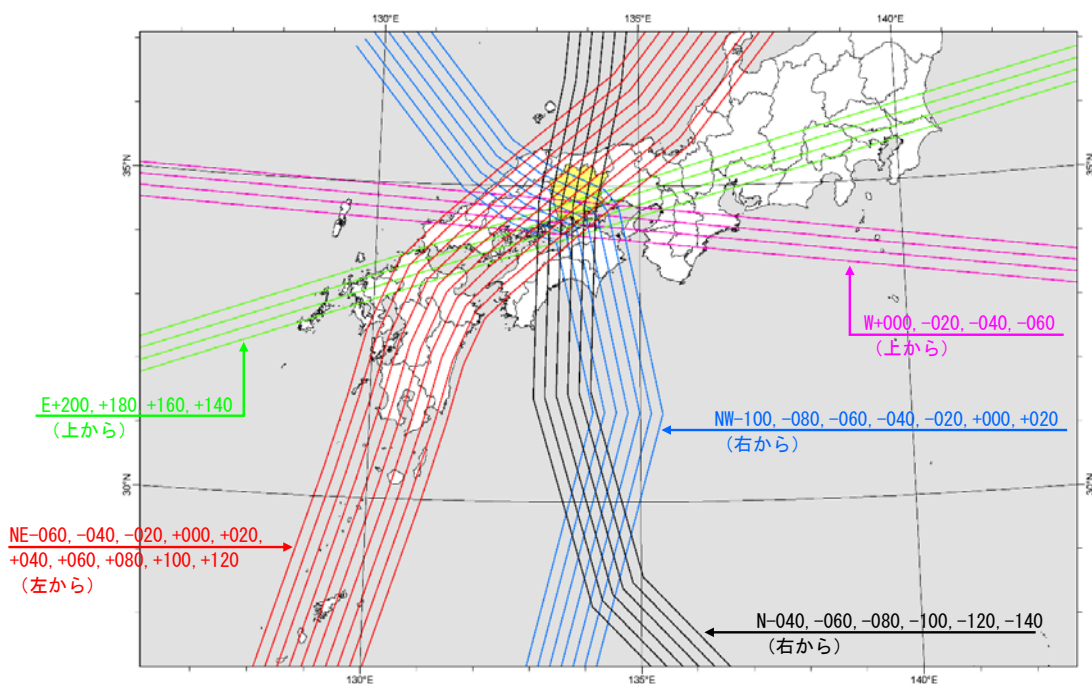 130°E
135°E
140°E
35°N
35°N
W+000, -020, -040, -060
(上から)
E+200, +180, +160, +140
(上から)
NW-100, -080, -060, -040, -020, +000, +020
(右から)
30°N
30°N
NE-060, -040, -020, +000, +020,
+040, +060, +080, +100, +120
(左から)
N-040, -060, -080, -100, -120, -140
(右から)
130°E
135°E
140°E